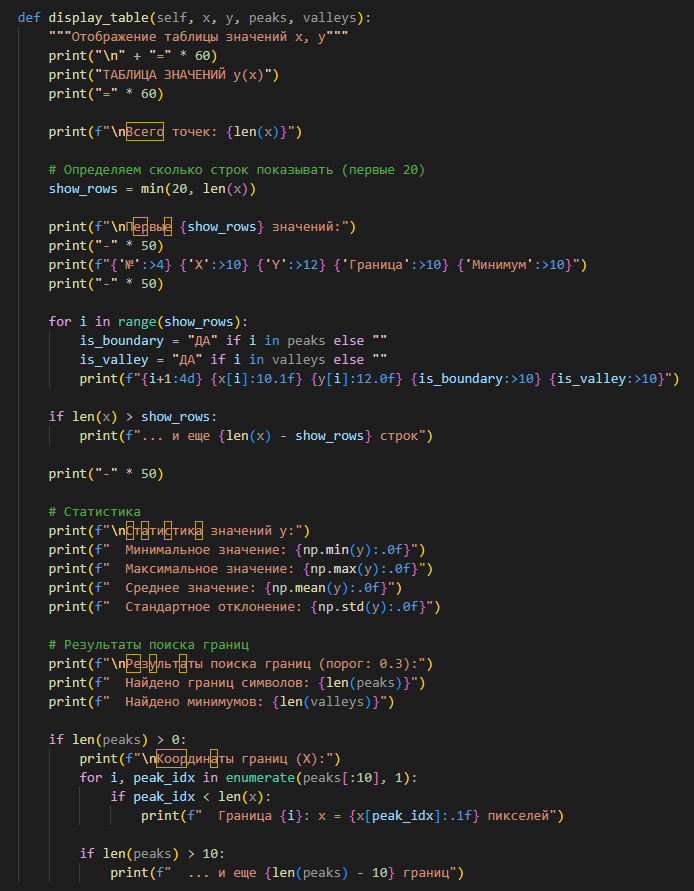 def display_table(self, x, y, peaks, valleys):
    """Отображение таблицы значений x, y"""
    print("\n" + "=" * 60)
    print("ТАБЛИЦА ЗНАЧЕНИЙ y(x)")
    print("=" * 60)

    print(f"\nВсего точек: {len(x)}")

    # Определяем сколько строк показывать (первые 20)
    show_rows = min(20, len(x))

    print(f"\nПервые {show_rows} значений:")
    print("-" * 50)
    print(f"{'№':>4} {'X':>10} {'Y':>12} {'Граница':>10} {'Минимум':>10}")
    print("-" * 50)

    for i in range(show_rows):
        is_boundary = "ДА" if i in peaks else ""
        is_valley = "ДА" if i in valleys else ""
        print(f"{i+1:4d} {x[i]:10.1f} {y[i]:12.0f} {is_boundary:>10} {is_valley:>10}")

    if len(x) > show_rows:
        print(f"... и еще {len(x) - show_rows} строк")

    print("-" * 50)

    # Статистика
    print(f"\nСтатистика значений y:")
    print(f"  Минимальное значение: {np.min(y):.0f}")
    print(f"  Максимальное значение: {np.max(y):.0f}")
    print(f"  Среднее значение: {np.mean(y):.0f}")
    print(f"  Стандартное отклонение: {np.std(y):.0f}")

    # Результаты поиска границ
    print(f"\nРезультаты поиска границ (порог: 0.3):")
    print(f"  Найдено границ символов: {len(peaks)}")
    print(f"  Найдено минимумов: {len(valleys)}")

    if len(peaks) > 0:
        print(f"\nКоординаты границ (X):")
        for i, peak_idx in enumerate(peaks[:10], 1):
            if peak_idx < len(x):
                print(f"  Граница {i}: x = {x[peak_idx]:.1f} пикселей")

        if len(peaks) > 10:
            print(f"  ... и еще {len(peaks) - 10} границ")